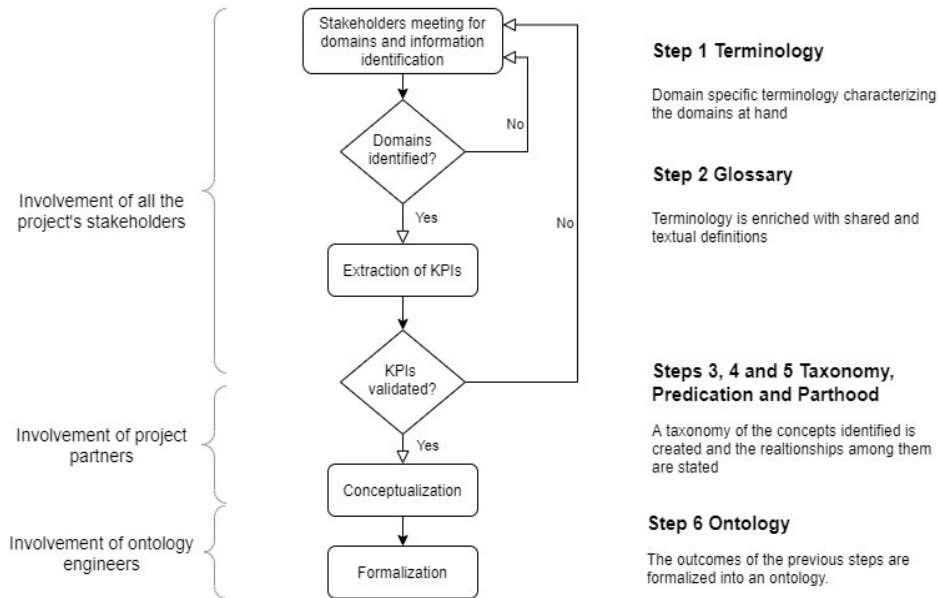 Stakeholders meeting for
domains and information
identification
Step 1 Terminology
Domain specific terminology characterizing
the domains at hand
No
Domains
identified?
Step 2 Glossary
Involvement of all the
project's stakeholders
Yes
No
Terminology is enriched with shared and
textual definitions
Extraction of KPIs
KPIs
validated?
Steps 3, 4 and 5 Taxonomy,
Predication and Parthood
Involvement of project
partners
Yes
A taxonomy of the concepts identified is
created and the realtionships among them
are stated
Conceptualization
Step 6 Ontology
Involvement of ontology
engineers
Formalization
The outcomes of the previous steps are
formalized into an ontology.